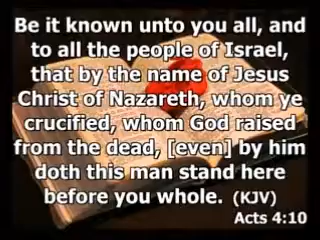 Be it known unto you all, and
to all the people of Israel,
that by the name of Jesus
Christ of Nazareth, whom ye
crucified, whom God raised
from the dead, [even] by him
doth this man stand here
before you whole. (KJV)
Acts 4:10